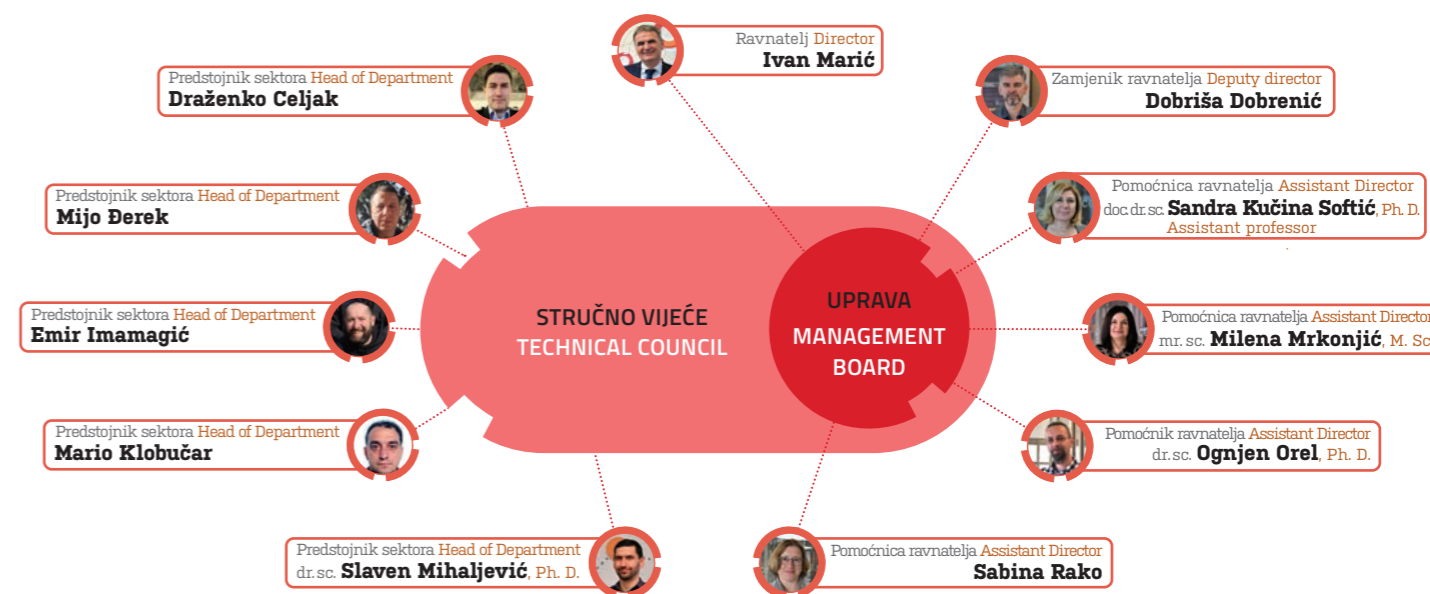 Ravnatelj Director
Ivan Marić
Predstojnik sektora Head of Department
Draženko Celjak
Zamjenik ravnatelja Deputy director
Dobriša Dobrenić
Predstojnik sektora Head of Department
Mijo Đerek
Pomoćnica ravnatelja Assistant Director
doc.dr.sc. Sandra Kučina Softić, Ph. D.
Assistant professor
Predstojnik sektora Head of Department
Emir Imamagić
STRUČNO VIJEĆE
TECHNICAL COUNCIL
UPRAVA
MANAGEMENT
BOARD
Pomoćnica ravnatelja Assistant Director
mr. sc. Milena Mrkonjić, M. Sc
Predstojnik sektora Head of Department
Mario Klobučar
Pomoćnik ravnatelja Assistant Director
dr.sc. Ognjen Orel, Ph. D.
Predstojnik sektora Head of Department
dr.sc. Slaven Mihaljević, Ph. D.
Pomoćnica ravnatelja Assistant Director
Sabina Rako